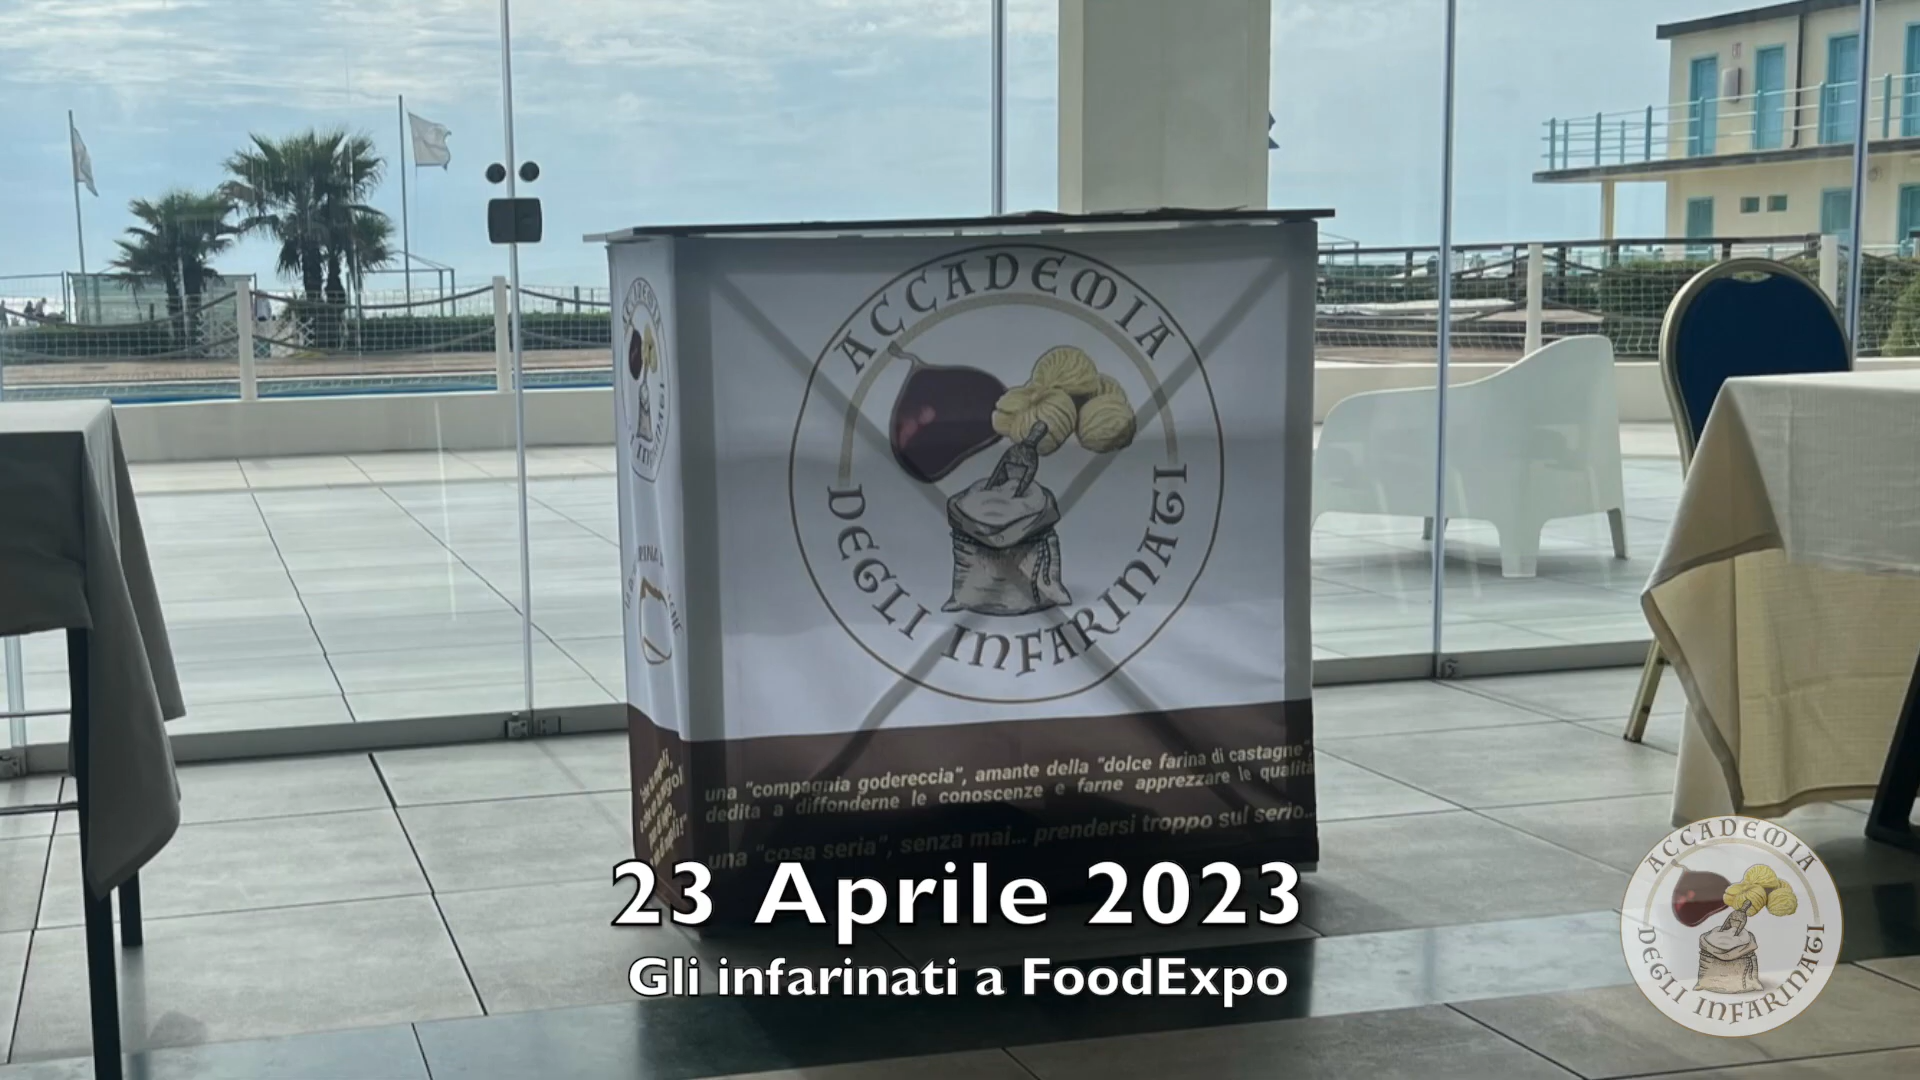 ACCADEMIA
DEGLI INFARINATI
una "compagnia godereccia", amante della "dolce farina di castagne",
dedita a diffonderne le conoscenze e farne apprezzare le qualità
una "cosa seria", senza mai... prendersi troppo sul serio...
23 Aprile 2023
Gli infarinati a FoodExpo
ACCADEMIA
DEGLI INFARINATI